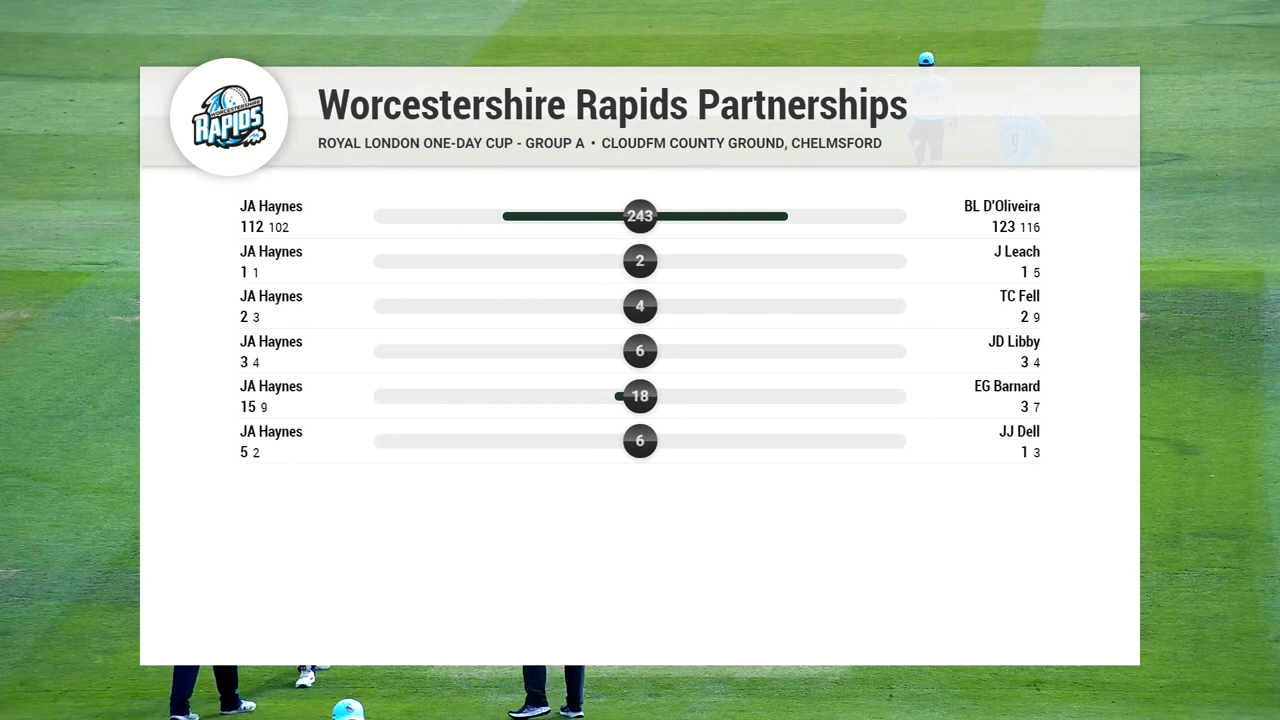 WORCESTERSHIRE
RAPIDS
Worcestershire Rapids Partnerships
ROYAL LONDON ONE-DAY CUP - GROUP A • CLOUDFM COUNTY GROUND, CHELMSFORD
9
JA Haynes 243 BL D'Oliveira
112 102 123 116
JA Haynes 2 J Leach
1 1 1 5
JA Haynes 4 TC Fell
2 3 2 9
JA Haynes 6 JD Libby
3 4 3 4
JA Haynes 18 EG Barnard
15 9 3 7
JA Haynes 6 JJ Dell
5 2 1 3